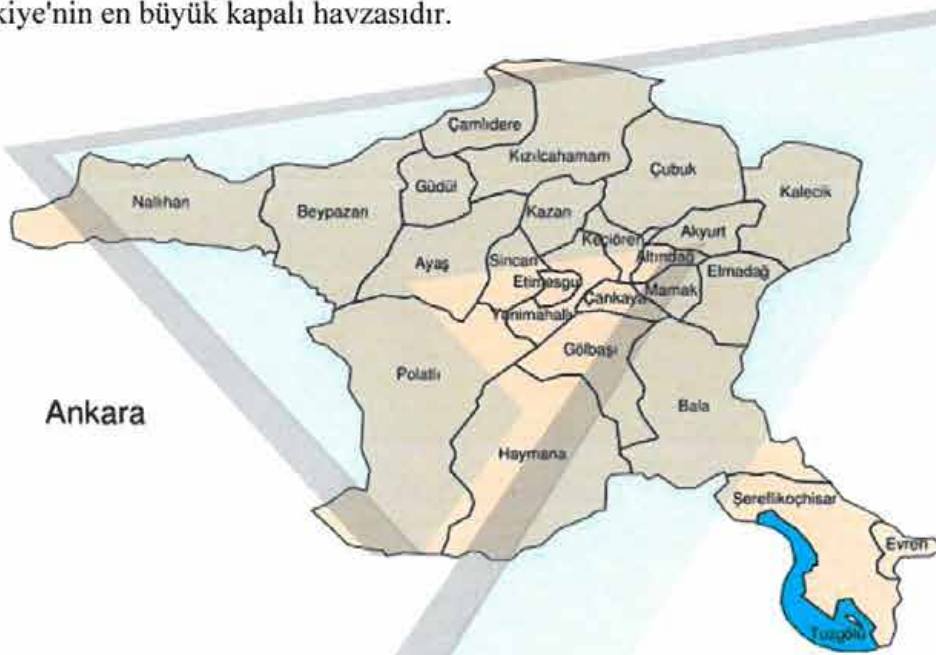 kiye'nin en büyük kapalı havzasıdır.
Çamlıdere
Kızılcahamam
Çubuk
Kalecik
Güdül
Nallıhan
Beypazarı
Kazan
Akyurt
Keçiören
Altındağ
Ayaş
Sincan
Elmadağ
Etimesgut
Mamak
Çankaya
Yenimahalle
Gölbaşı
Polatlı
Bala
Ankara
Haymana
Şereflikoçhisar
Evren
Tuzgölü